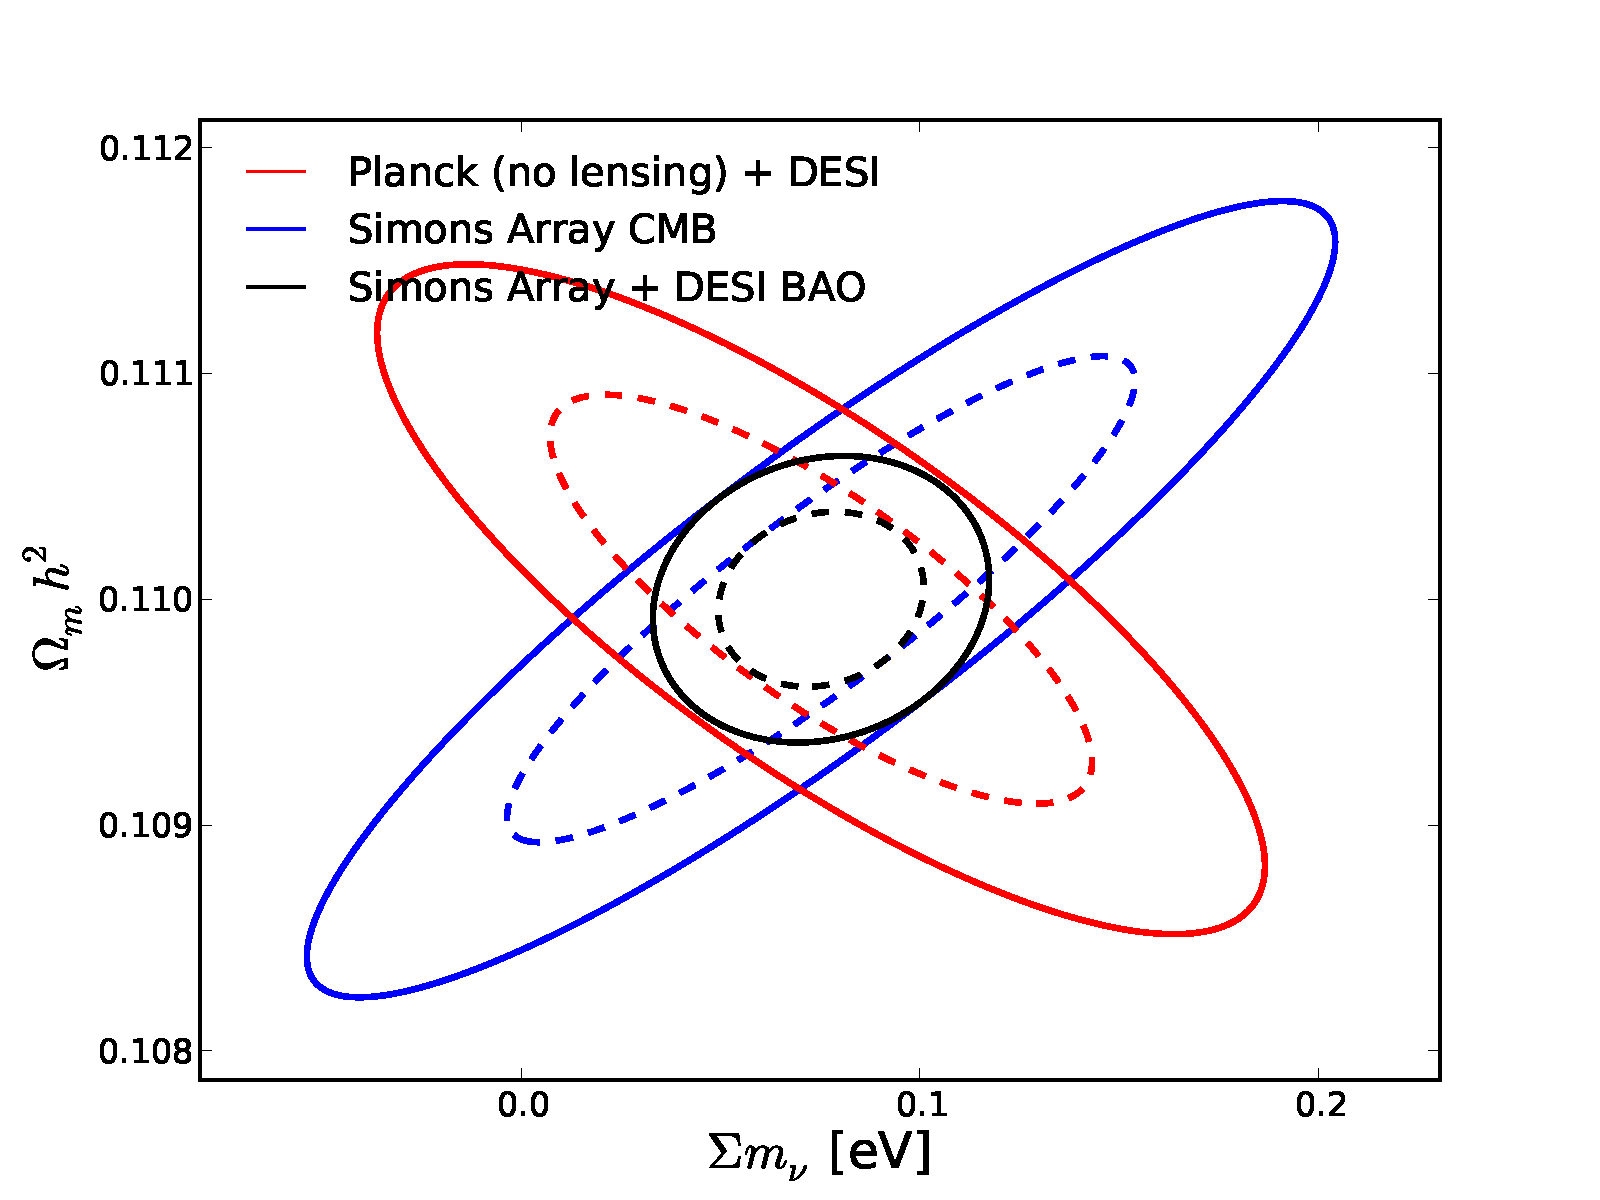 Planck (no lensing) + DESI
Simons Array CMB
Simons Array + DESI BAO
0.112
0.111
0.110
0.109
0.108
Ωₘ h²
0.0 0.1 0.2
Σmᵥ [eV]